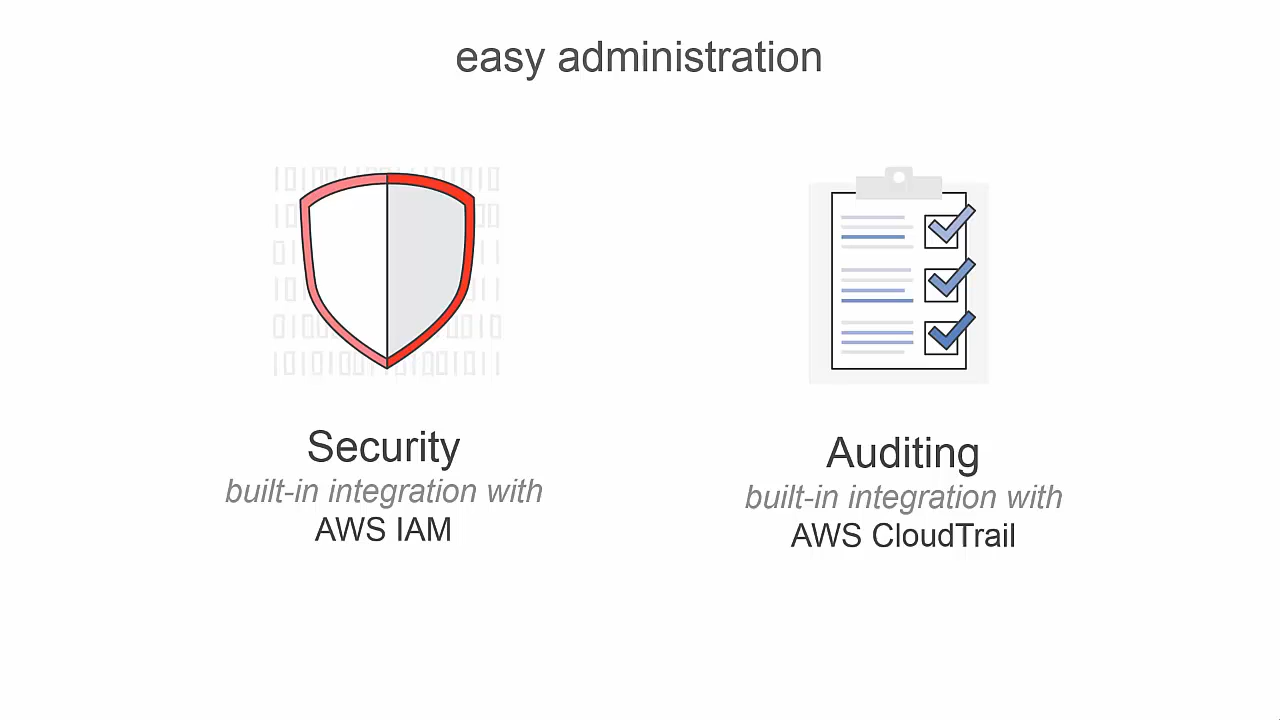 easy administration
Security
built-in integration with
AWS IAM
Auditing
built-in integration with
AWS CloudTrail